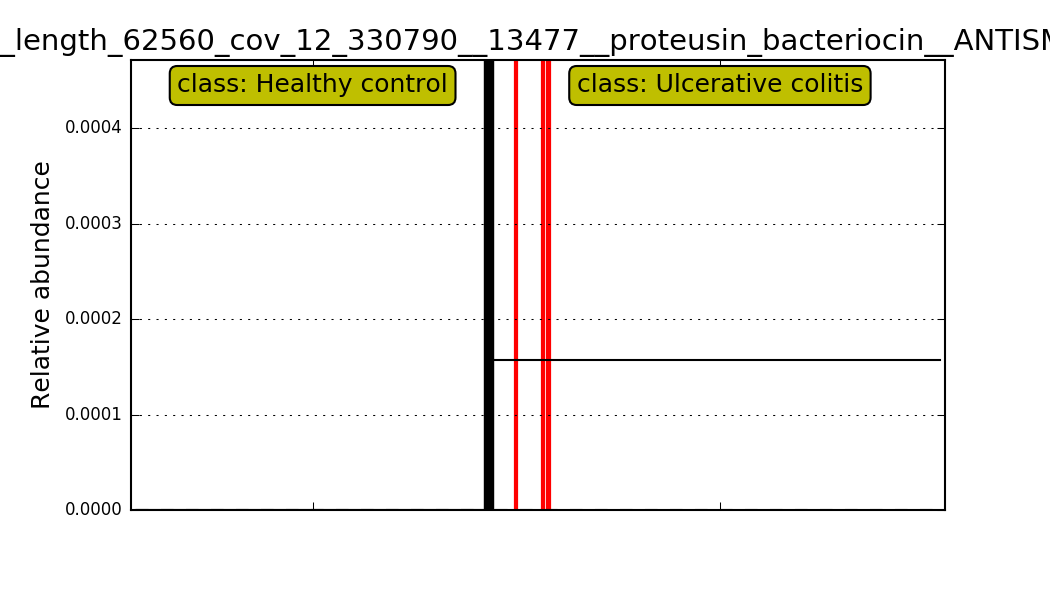 _length_62560_cov_12_330790__13477__proteusin_bacteriocin__ANTISM
class: Healthy control
class: Ulcerative colitis
0.0004
0.0003
0.0002
0.0001
0.0000
Relative abundance